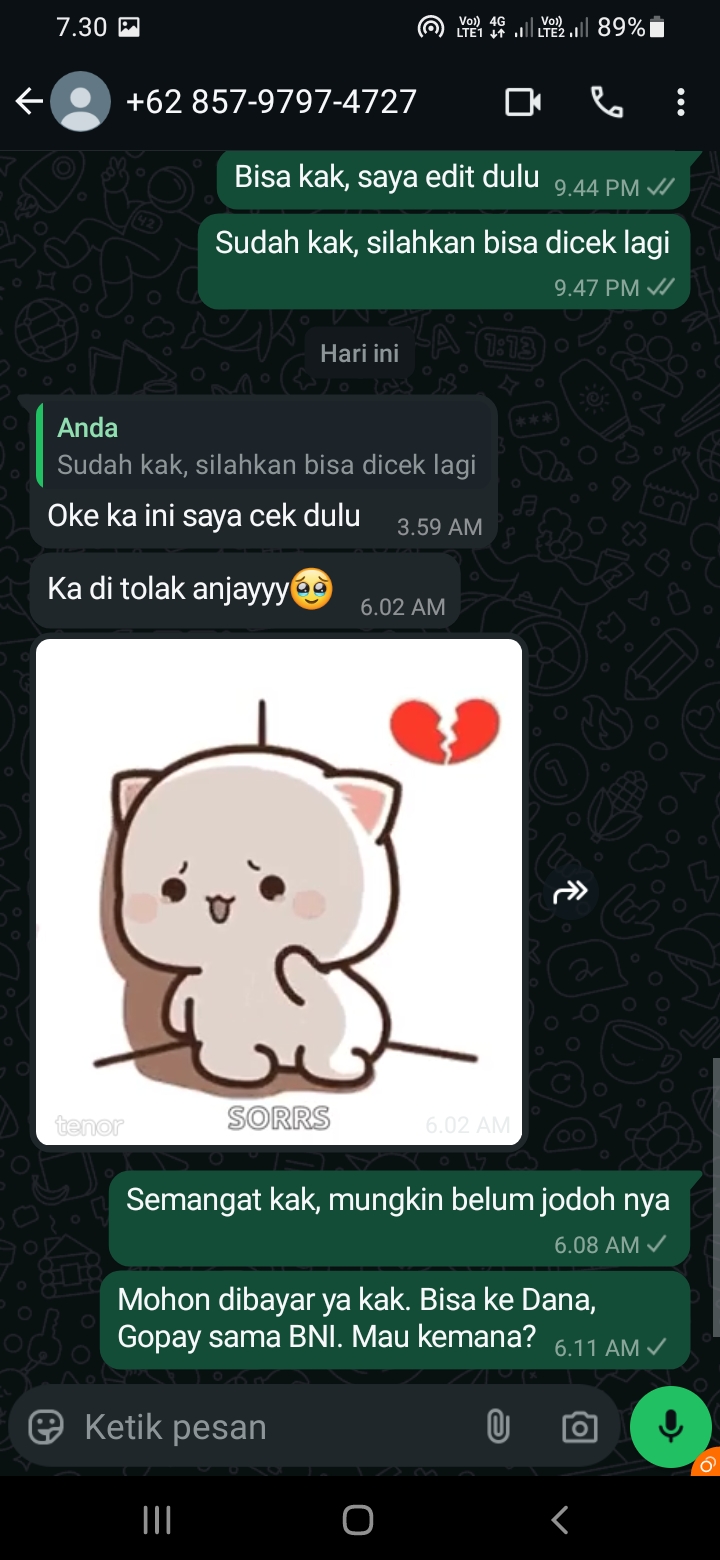 7.30
Vo)) 4G Vo)) 89%
LTE1 LTE2
+62 857-9797-4727
Bisa kak, saya edit dulu
9.44 PM
Sudah kak, silahkan bisa dicek lagi
9.47 PM
Hari ini
Anda
Sudah kak, silahkan bisa dicek lagi
Oke ka ini saya cek dulu
3.59 AM
Ka di tolak anjayyy🥹
6.02 AM
SORRS
tenor
6.02 AM
Semangat kak, mungkin belum jodoh nya
6.08 AM
Mohon dibayar ya kak. Bisa ke Dana,
Gopay sama BNI. Mau kemana?
6.11 AM
Ketik pesan